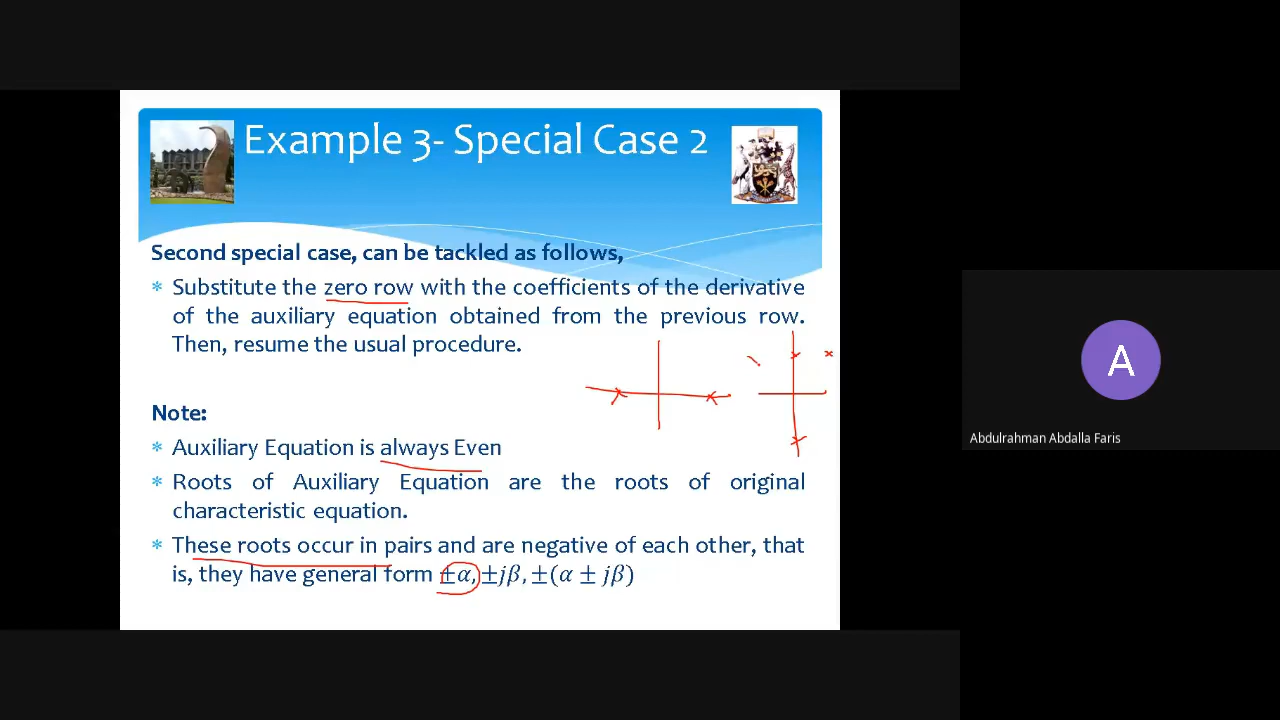 Example 3- Special Case 2
Second special case, can be tackled as follows,
* Substitute the zero row with the coefficients of the derivative
of the auxiliary equation obtained from the previous row.
Then, resume the usual procedure.
Note:
* Auxiliary Equation is always Even
* Roots of Auxiliary Equation are the roots of original
characteristic equation.
* These roots occur in pairs and are negative of each other, that
is, they have general form ±α, ±jβ, ±(α ± jβ)
A
Abdulrahman Abdalla Faris